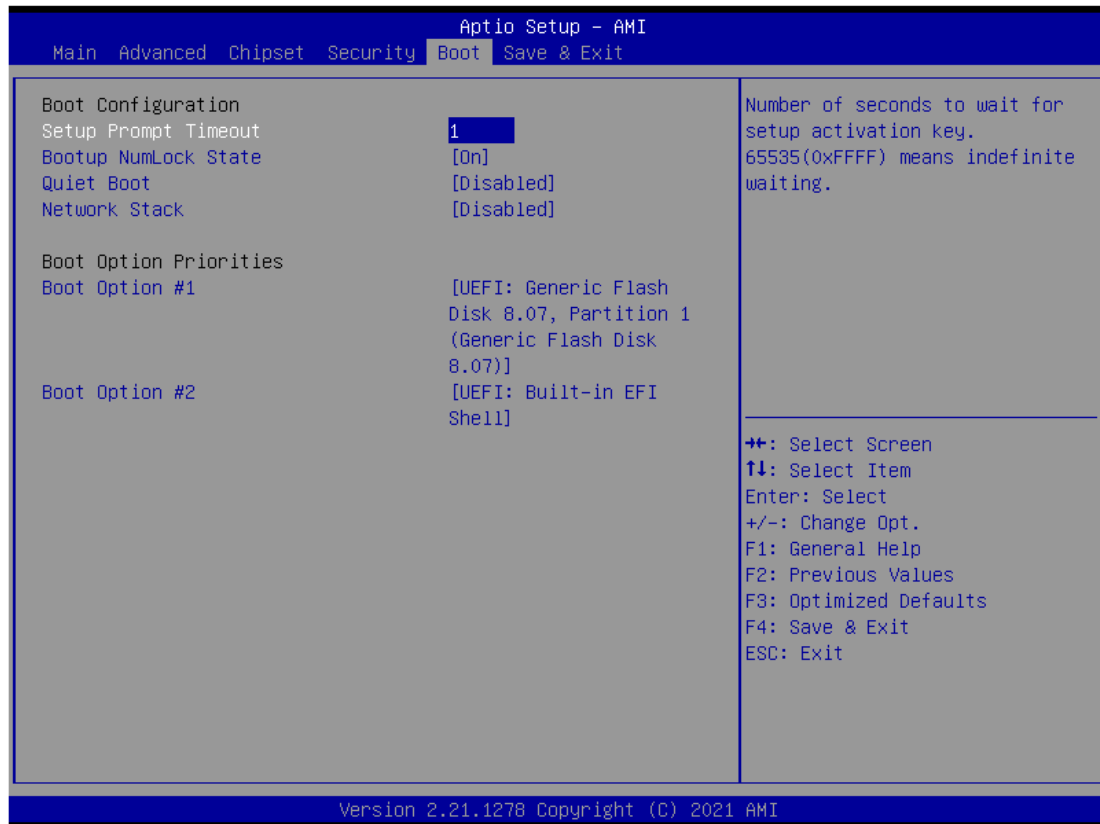 Aptio Setup – AMI
Main Advanced Chipset Security Boot Save & Exit
Boot Configuration
Setup Prompt Timeout 1
Bootup NumLock State [On]
Quiet Boot [Disabled]
Network Stack [Disabled]
Boot Option Priorities
Boot Option #1 [UEFI: Generic Flash
Disk 8.07, Partition 1
(Generic Flash Disk
8.07)]
Boot Option #2 [UEFI: Built-in EFI
Shell]
Number of seconds to wait for
setup activation key.
65535(0xFFFF) means indefinite
waiting.
→←: Select Screen
↑↓: Select Item
Enter: Select
+/-: Change Opt.
F1: General Help
F2: Previous Values
F3: Optimized Defaults
F4: Save & Exit
ESC: Exit
Version 2.21.1278 Copyright (C) 2021 AMI